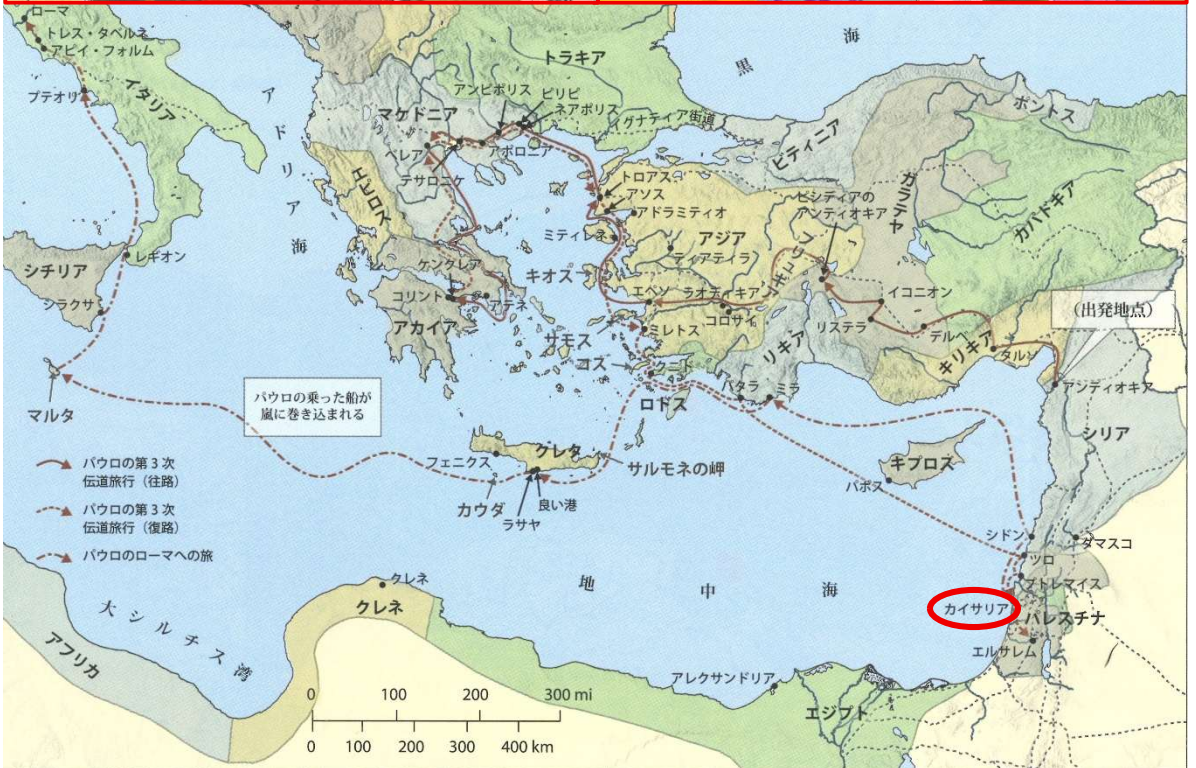 ローマ
トレス・タベルネ
アピイ・フォルム
イタリア
プテオリ
アドリア海
黒海
トラキア
アンピポリス
ピリピ
ネアポリス
マケドニア
イグナティア街道
ポントス
ビティニア
ベレア
アポロニア
テサロニケ
エピロス
トロアス
アソス
アドラミティオ
ピシディアの
アンティオキア
ガラテヤ
カパドキア
ミティレネ
アジア
ティアティラ
フリュギア
シチリア
レギオン
シラクサ
ケンクレア
キオス
コリント
アテネ
エペソ
ラオディキア
コロサイ
イコニオン
(出発地点)
アカイア
サモス
ミレトス
リステラ
デルベ
キリキア
タルソ
リキア
コス
クニド
パタラ
ミラ
アンティオキア
マルタ
パウロの乗った船が
嵐に巻き込まれる
ロドス
シリア
クレタ
フェニクス
サルモネの岬
キプロス
パポス
カウダ
良い港
ラサヤ
パウロの第3次
伝道旅行(往路)
パウロの第3次
伝道旅行(復路)
パウロのローマへの旅
シドン
ダマスコ
ツロ
プトレマイス
クレネ
地中海
カイサリア
パレスチナ
大シルチス湾
クレネ
エルサレム
アフリカ
アレクサンドリア
エジプト
0 100 200 300 mi
0 100 200 300 400 km